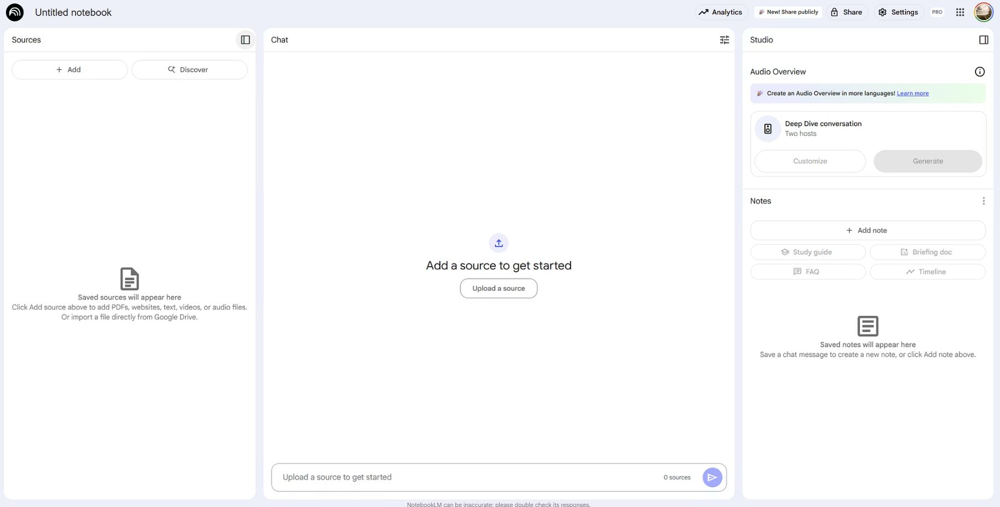 Untitled notebook
Analytics
New! Share publicly
Share
Settings
PRO
Sources
Add
Discover
Saved sources will appear here
Click Add source above to add PDFs, websites, text, videos, or audio files.
Or import a file directly from Google Drive.
Chat
Add a source to get started
Upload a source
Upload a source to get started
0 sources
Studio
Audio Overview
Create an Audio Overview in more languages! Learn more
Deep Dive conversation
Two hosts
Customize
Generate
Notes
Add note
Study guide
Briefing doc
FAQ
Timeline
Saved notes will appear here
Save a chat message to create a new note, or click Add note above.
NotebookLM can be inaccurate; please double check its responses.